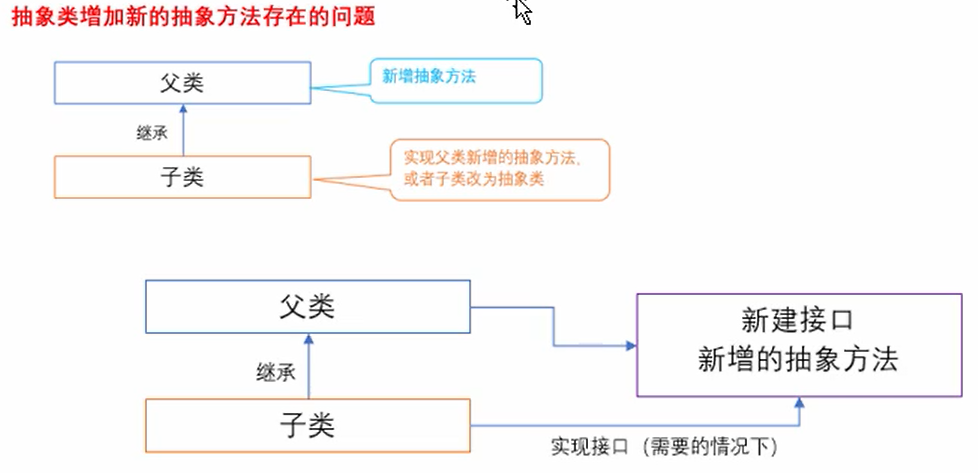 抽象类增加新的抽象方法存在的问题
父类
新增抽象方法
继承
子类
实现父类新增的抽象方法，
或者子类改为抽象类
父类
新建接口
新增的抽象方法
继承
子类
实现接口（需要的情况下）